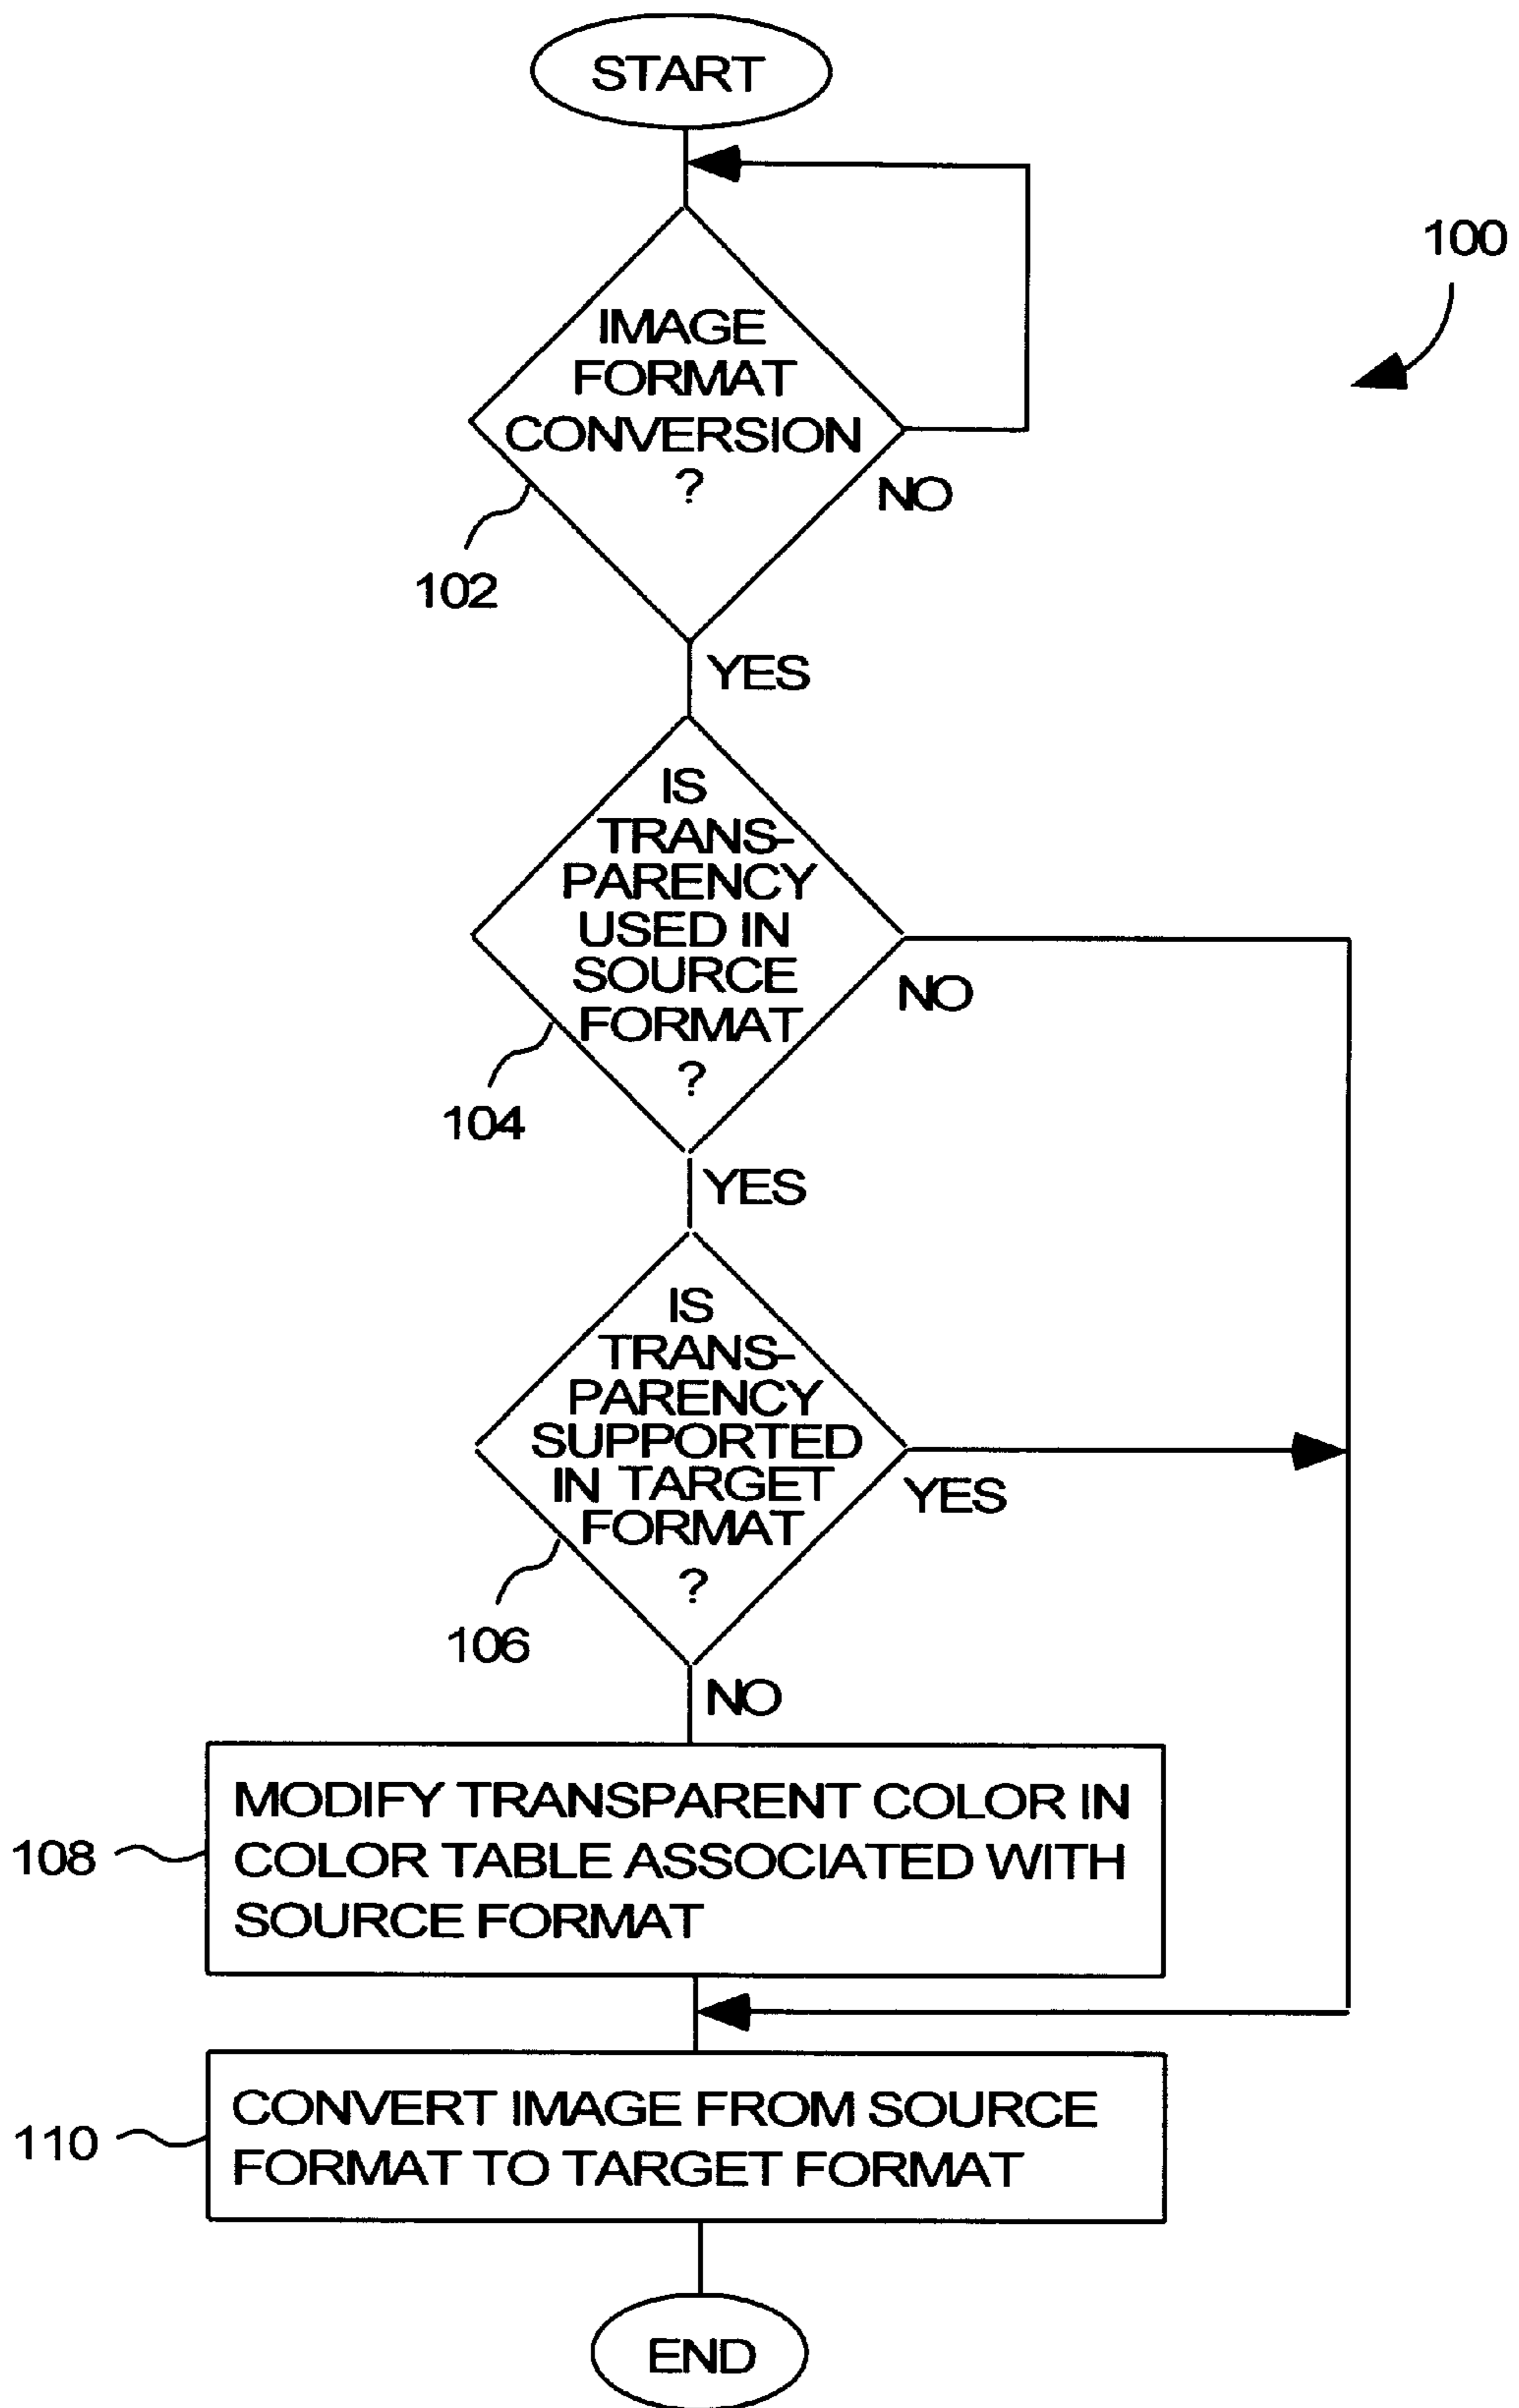 START
100
IMAGE
FORMAT
CONVERSION
?
NO
102
YES
IS
TRANS-
PARENCY
USED IN
SOURCE
FORMAT
?
NO
104
YES
IS
TRANS-
PARENCY
SUPPORTED
IN TARGET
FORMAT
?
YES
106
NO
108
MODIFY TRANSPARENT COLOR IN
COLOR TABLE ASSOCIATED WITH
SOURCE FORMAT
110
CONVERT IMAGE FROM SOURCE
FORMAT TO TARGET FORMAT
END